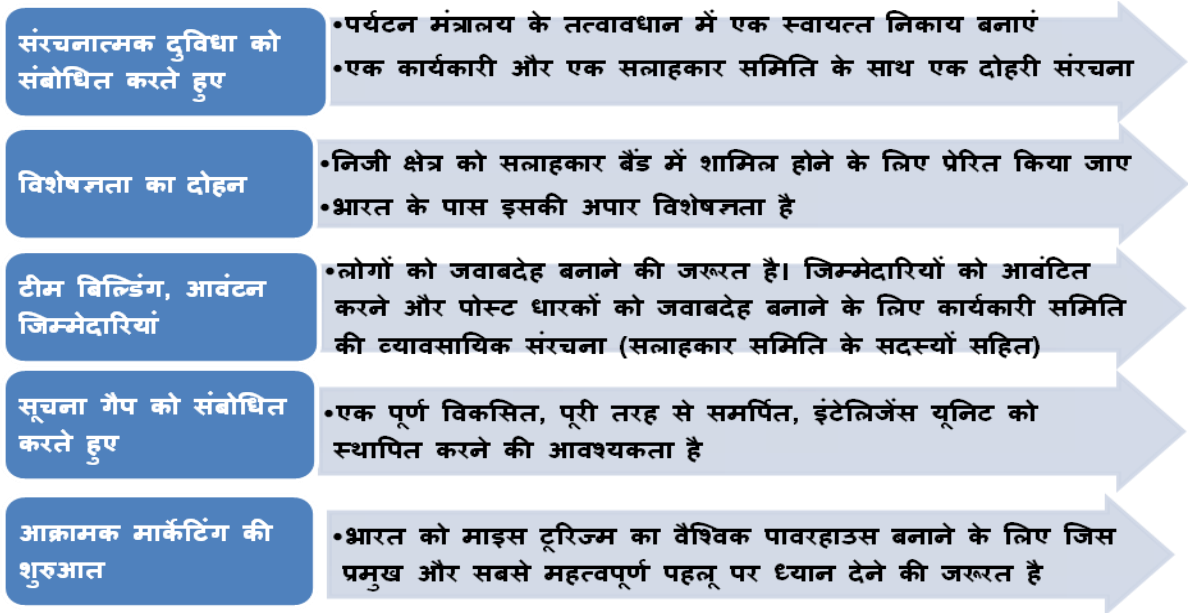 संरचनात्मक दुविधा को
संबोधित करते हुए
•पर्यटन मंत्रालय के तत्वावधान में एक स्वायत्त निकाय बनाएं
•एक कार्यकारी और एक सलाहकार समिति के साथ एक दोहरी संरचना
विशेषज्ञता का दोहन
•निजी क्षेत्र को सलाहकार बैंड में शामिल होने के लिए प्रेरित किया जाए
•भारत के पास इसकी अपार विशेषज्ञता है
टीम बिल्डिंग, आवंटन
जिम्मेदारियां
•लोगों को जवाबदेह बनाने की जरूरत है। जिम्मेदारियों को आवंटित
करने और पोस्ट धारकों को जवाबदेह बनाने के लिए कार्यकारी समिति
की व्यावसायिक संरचना (सलाहकार समिति के सदस्यों सहित)
सूचना गैप को संबोधित
करते हुए
•एक पूर्ण विकसित, पूरी तरह से समर्पित, इंटेलिजेंस यूनिट को
स्थापित करने की आवश्यकता है
आक्रामक मार्केटिंग की
शुरुआत
•भारत को माइस टूरिज्म का वैश्विक पावरहाउस बनाने के लिए जिस
प्रमुख और सबसे महत्वपूर्ण पहलू पर ध्यान देने की जरूरत है